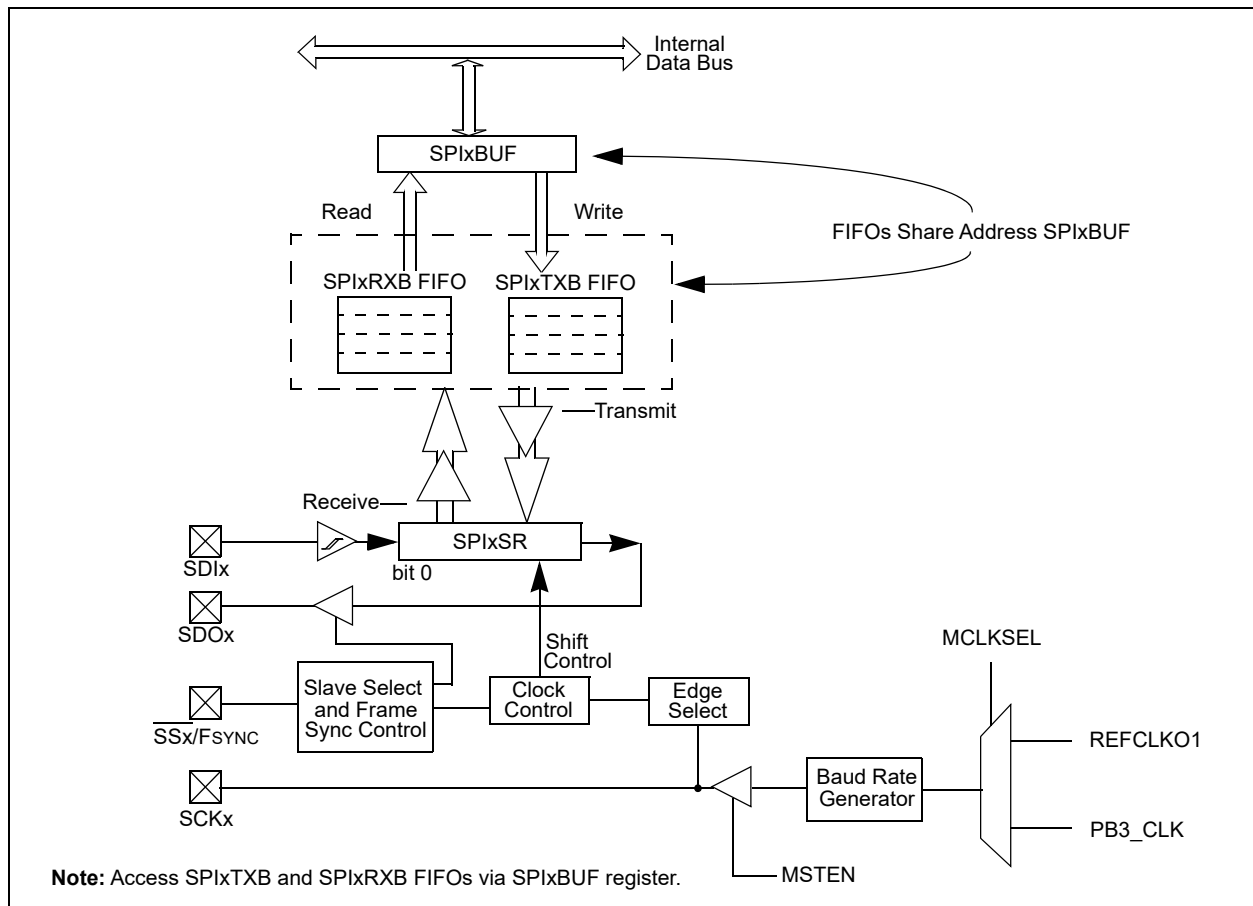 Internal
Data Bus
SPIxBUF
Read
Write
FIFOs Share Address SPIxBUF
SPIxRXB FIFO
SPIxTXB FIFO
Transmit
Receive
SPIxSR
SDIx
bit 0
SDOx
Shift
Control
MCLKSEL
Slave Select
and Frame
Sync Control
Clock
Control
Edge
Select
SSx/FSYNC
REFCLKO1
Baud Rate
Generator
SCKx
PB3_CLK
MSTEN
Note: Access SPIxTXB and SPIxRXB FIFOs via SPIxBUF register.